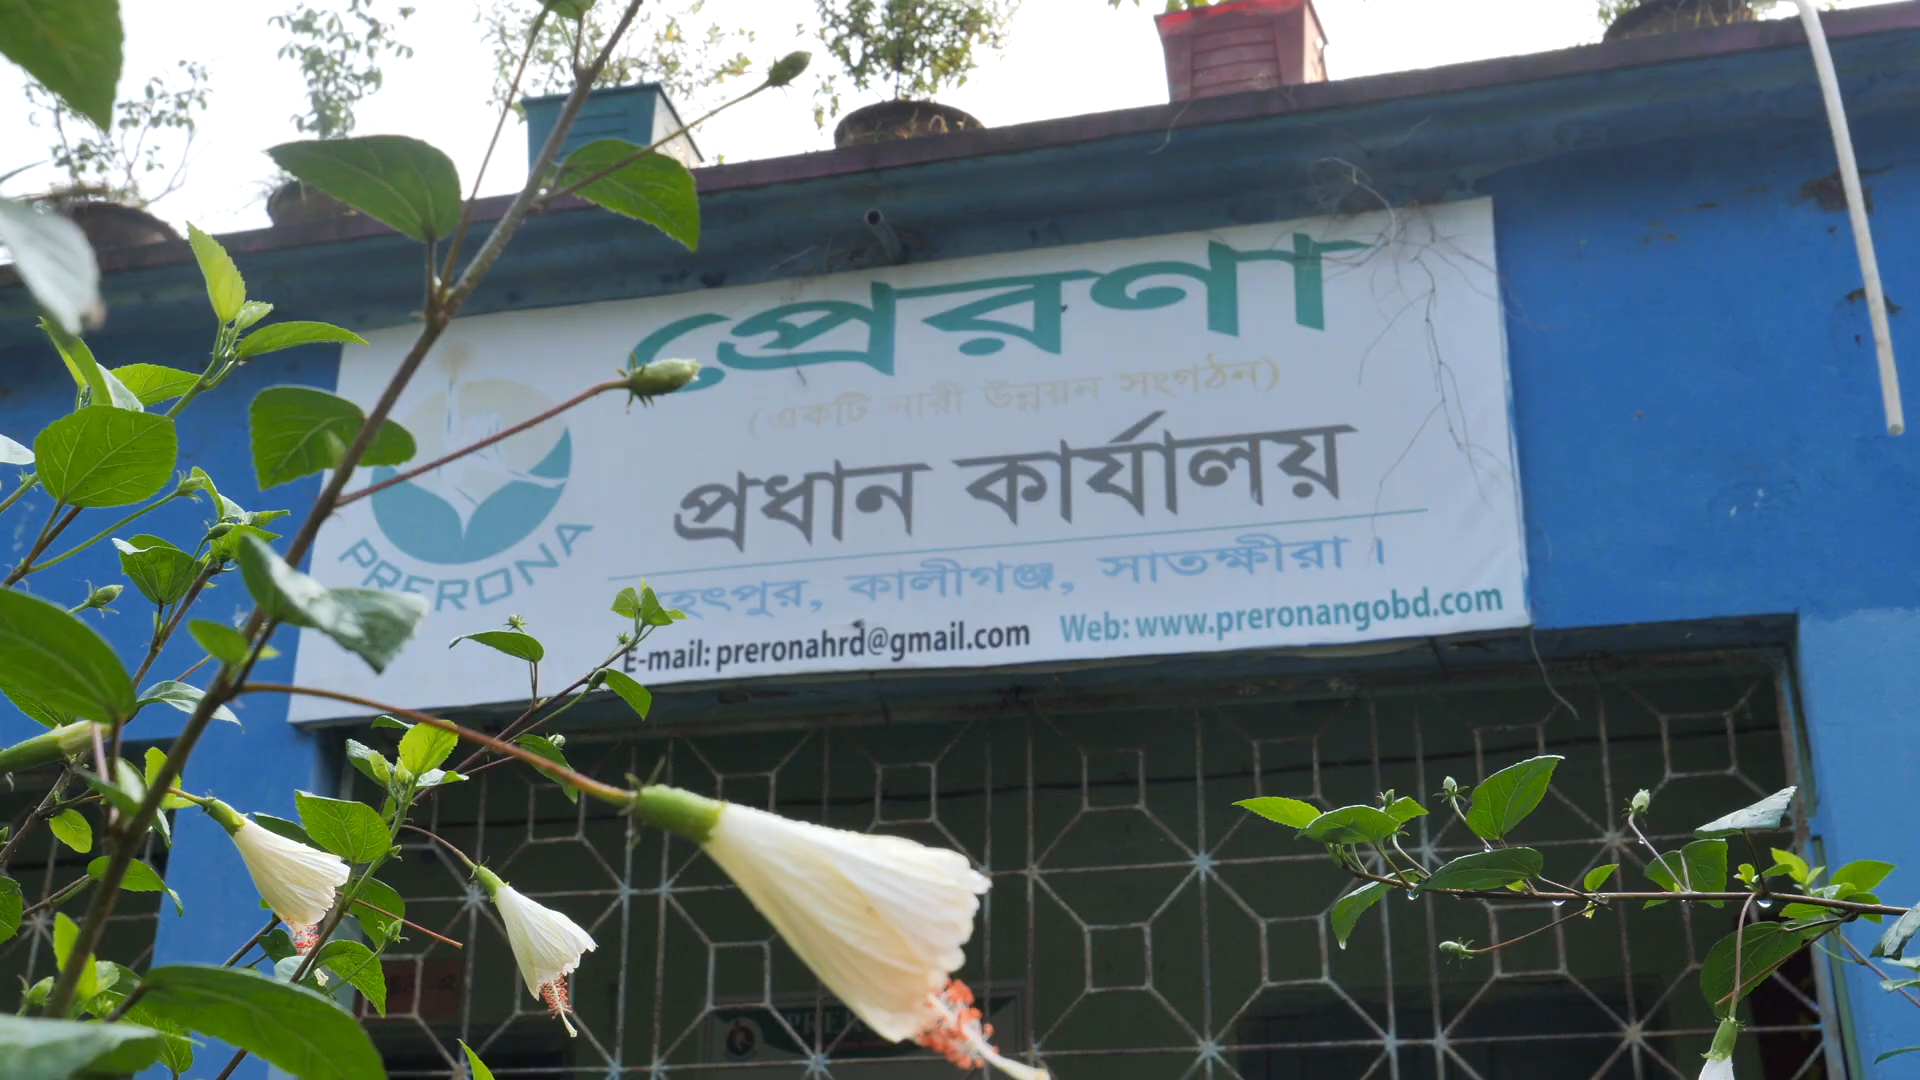 প্রেরণা
(একটি নারী উন্নয়ন সংগঠন)
PRERONA
প্রধান কার্যালয়
কালীগঞ্জ, সাতক্ষীরা ।
E-mail: preronahrd@gmail.com Web: www.preronangobd.com